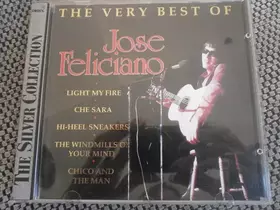 THE VERY BEST OF
Jose
Feliciano
LIGHT MY FIRE
CHE SARA
HI-HEEL SNEAKERS
THE WINDMILLS OF
YOUR MIND
CHICO AND
THE MAN
THE SILVER COLLECTION